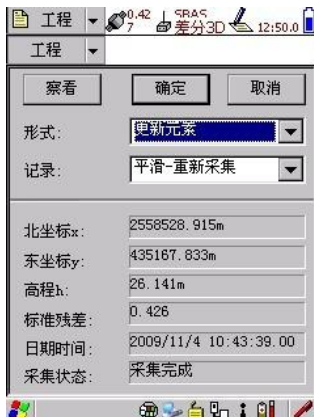 工程 0.42 7 SBAS 差分3D 12:50.0
工程
察看 确定 取消
形式: 更新元素
记录: 平滑-重新采集
北坐标x: 2558528.915m
东坐标y: 435167.833m
高程h: 26.141m
标准残差: 0.426
日期时间: 2009/11/4 10:43:39.00
采集状态: 采集完成